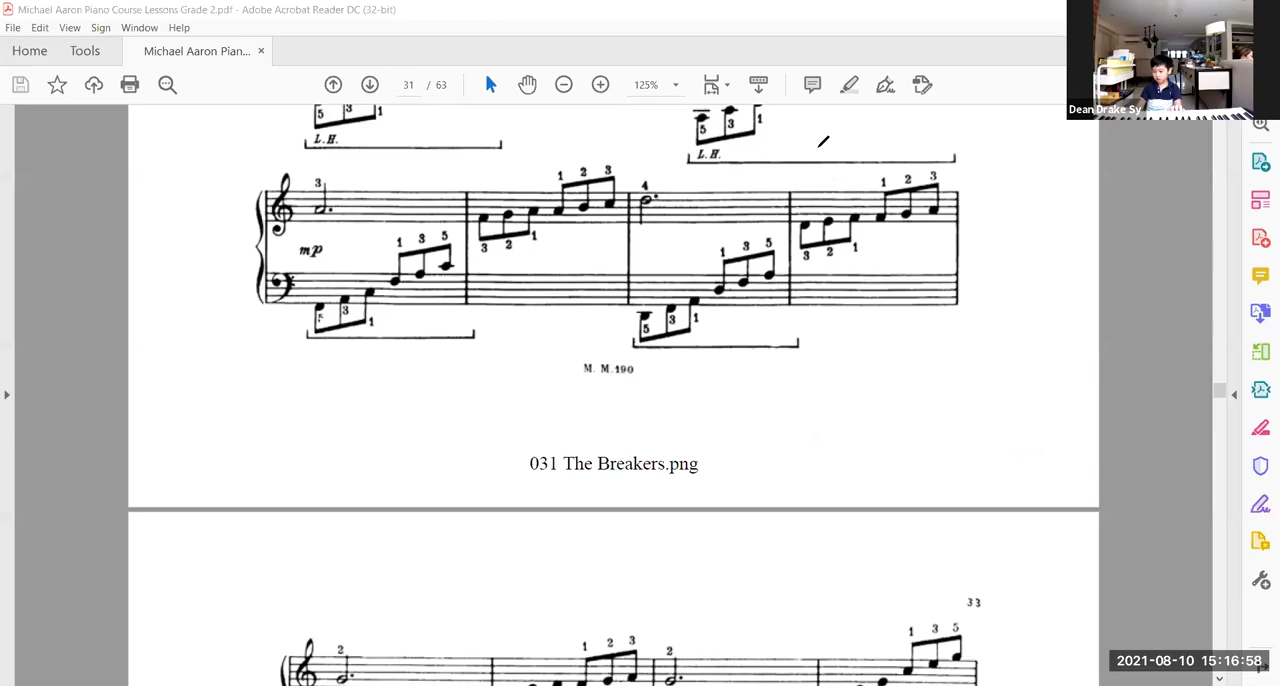 Michael Aaron Piano Course Lessons Grade 2.pdf - Adobe Acrobat Reader DC (32-bit)
File Edit View Sign Window Help
Home Tools Michael Aaron Pian... ×
31 / 63 125%
Dean Drake Sy
5 3 1
5 3 1
L.H.
L.H.
3 1 2 3 4 1 2 3
mp 1 3 5 3 2 1 1 3 5 3 2 1
5 3 1 5 3 1
M. M. 190
031 The Breakers.png
33
2 1 2 3 2 1 3 5
2021-08-10 15:16:58